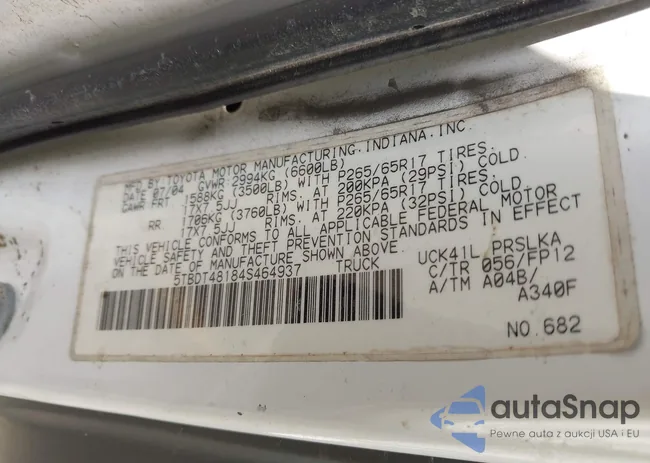 MFD. BY TOYOTA MOTOR MANUFACTURING, INDIANA, INC.
DATE 07/04 GVWR 2994KG (6600LB)
GAWR FRT 1588KG (3500LB) WITH P265/65R17 TIRES,
17X7.5JJ RIMS, AT 200KPA (29PSI) COLD
RR 1706KG (3760LB) WITH P265/65R17 TIRES,
17X7.5JJ RIMS, AT 220KPA (32PSI) COLD
THIS VEHICLE CONFORMS TO ALL APPLICABLE FEDERAL MOTOR
VEHICLE SAFETY AND THEFT PREVENTION STANDARDS IN EFFECT
ON THE DATE OF MANUFACTURE SHOWN ABOVE.
5TBDT48184S464937 TRUCK
UCK41L PRSLKA
C/TR 056/FP12
A/TM A04B/
A340F
NO.682
autaSnap
Pewne auta z aukcji USA i EU